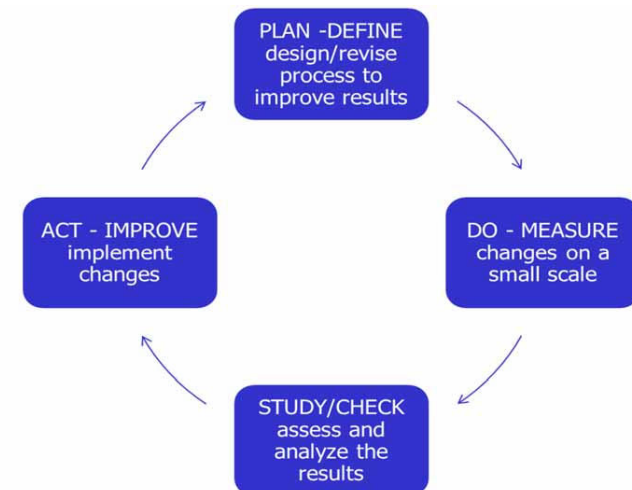 PLAN -DEFINE
design/revise
process to
improve results
DO - MEASURE
changes on a
small scale
STUDY/CHECK
assess and
analyze the
results
ACT - IMPROVE
implement
changes